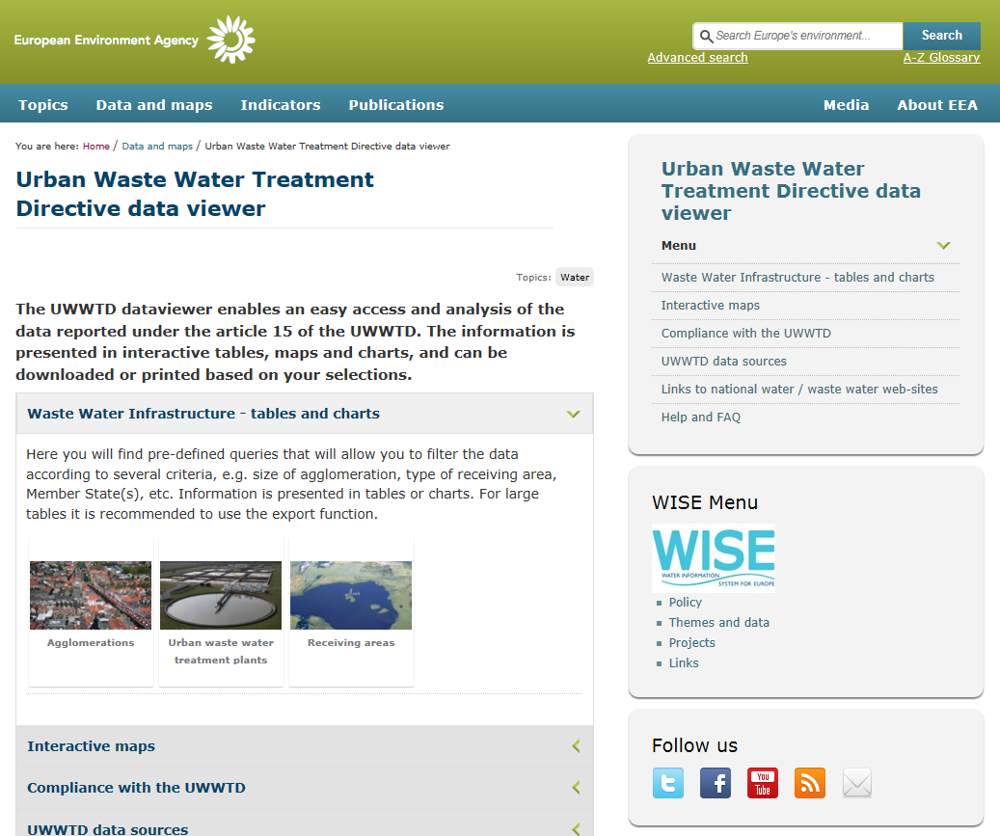 European Environment Agency
Search Europe's environment...
Search
Advanced search
A-Z Glossary
Topics
Data and maps
Indicators
Publications
Media
About EEA
You are here: Home / Data and maps / Urban Waste Water Treatment Directive data viewer
Urban Waste Water Treatment
Directive data viewer
Topics: Water
The UWWTD dataviewer enables an easy access and analysis of the
data reported under the article 15 of the UWWTD. The information is
presented in interactive tables, maps and charts, and can be
downloaded or printed based on your selections.
Waste Water Infrastructure - tables and charts
Here you will find pre-defined queries that will allow you to filter the data
according to several criteria, e.g. size of agglomeration, type of receiving area,
Member State(s), etc. Information is presented in tables or charts. For large
tables it is recommended to use the export function.
Agglomerations
Urban waste water
treatment plants
Receiving areas
Interactive maps
Compliance with the UWWTD
UWWTD data sources
Urban Waste Water
Treatment Directive data
viewer
Menu
Waste Water Infrastructure - tables and charts
Interactive maps
Compliance with the UWWTD
UWWTD data sources
Links to national water / waste water web-sites
Help and FAQ
WISE Menu
WISE
WATER INFORMATION
SYSTEM FOR EUROPE
Policy
Themes and data
Projects
Links
Follow us
You
Tube